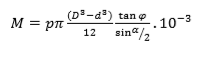 M = pπ (D³−d³)/12 tan φ/sin α/₂ . 10⁻³